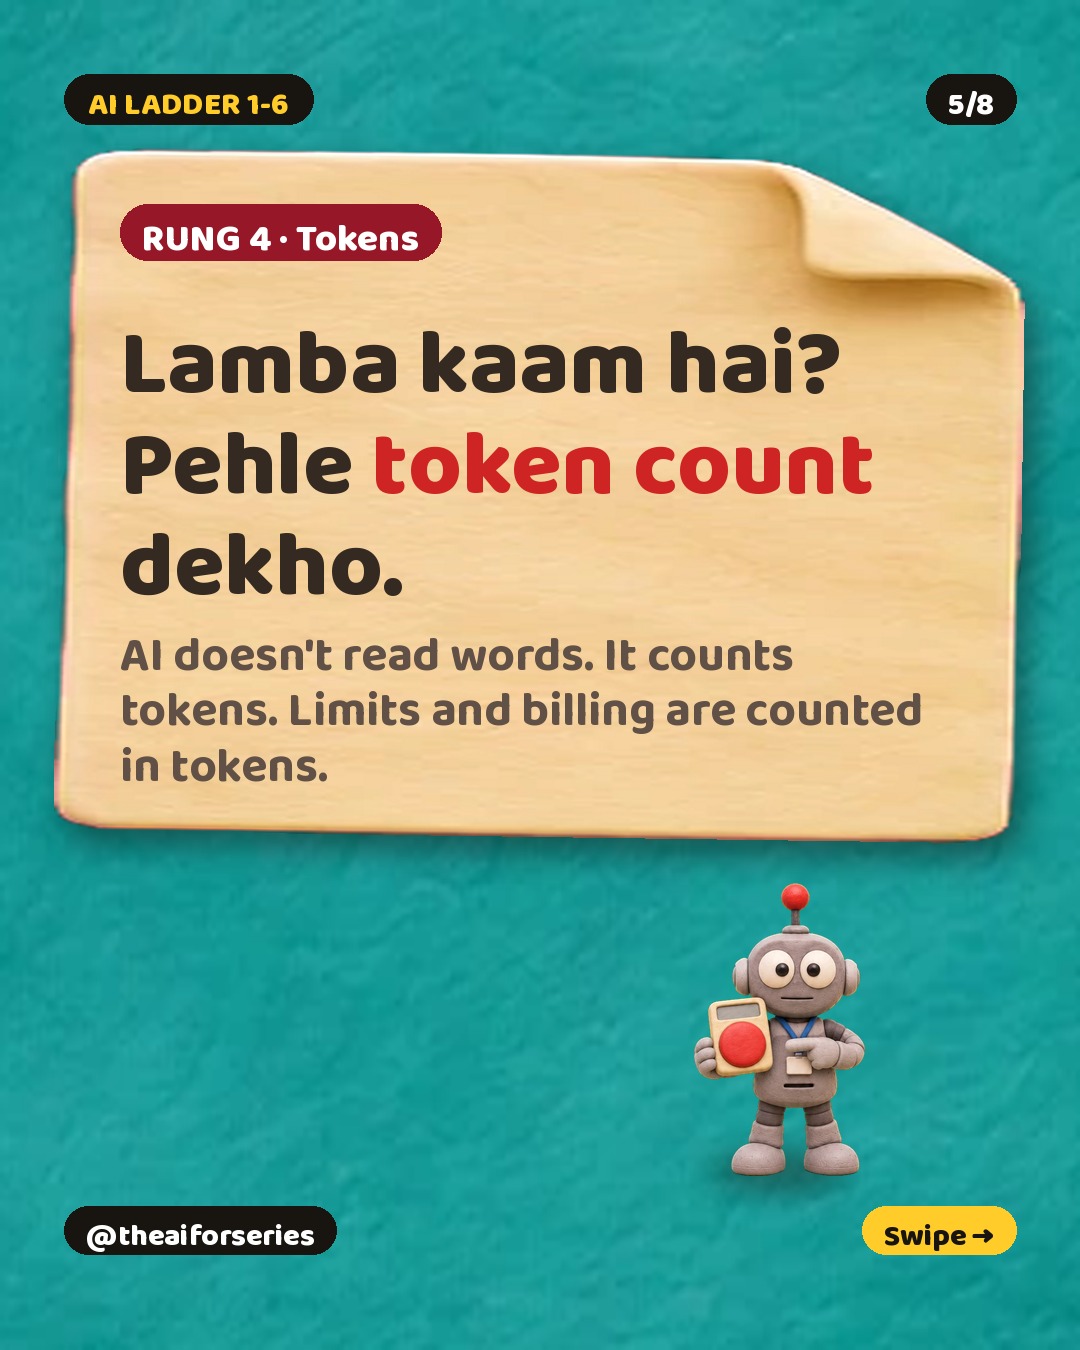 AI LADDER 1-6
5/8
RUNG 4 · Tokens
Lamba kaam hai?
Pehle token count
dekho.
AI doesn't read words. It counts
tokens. Limits and billing are counted
in tokens.
@theaiforseries
Swipe →